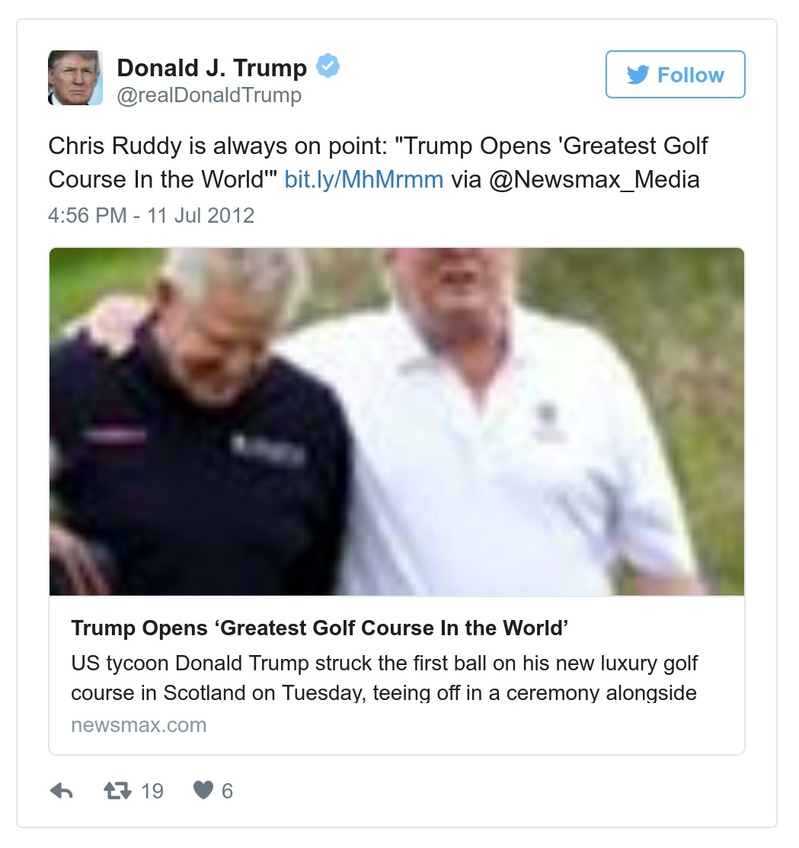 Donald J. Trump
@realDonaldTrump
Follow
Chris Ruddy is always on point: "Trump Opens 'Greatest Golf
Course In the World'" bit.ly/MhMrmm via @Newsmax_Media
4:56 PM - 11 Jul 2012
Trump Opens ‘Greatest Golf Course In the World’
US tycoon Donald Trump struck the first ball on his new luxury golf
course in Scotland on Tuesday, teeing off in a ceremony alongside
newsmax.com
19
6